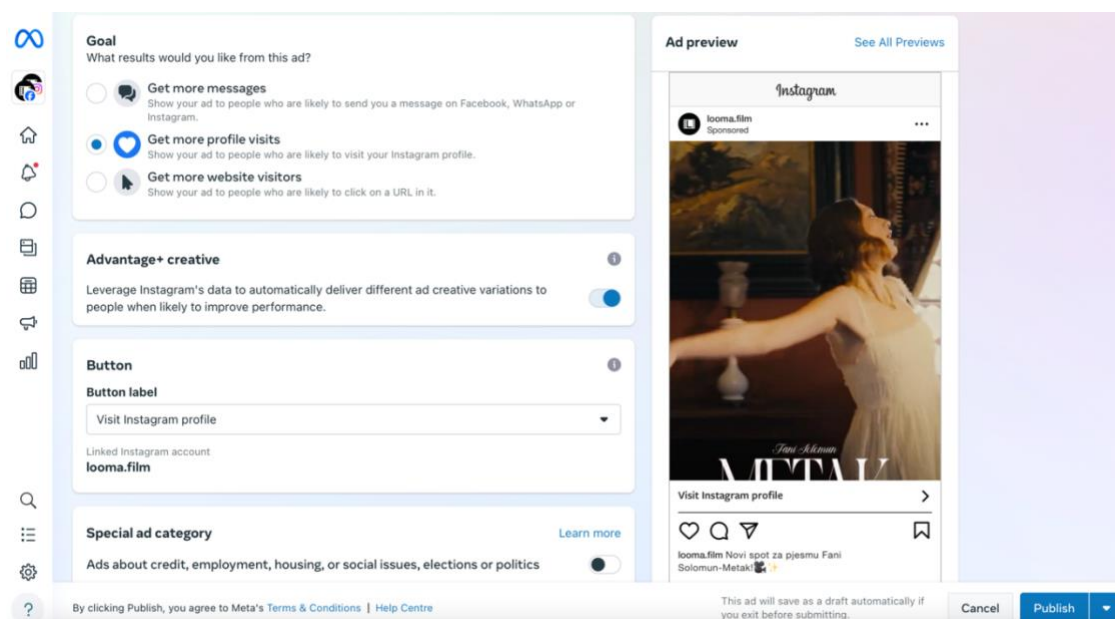 Goal
What results would you like from this ad?
Get more messages
Show your ad to people who are likely to send you a message on Facebook, WhatsApp or
Instagram.
Get more profile visits
Show your ad to people who are likely to visit your Instagram profile.
Get more website visitors
Show your ad to people who are likely to click on a URL in it.
Advantage+ creative
Leverage Instagram's data to automatically deliver different ad creative variations to
people when likely to improve performance.
Button
Button label
Visit Instagram profile
Linked Instagram account
looma.film
Special ad category
Learn more
Ads about credit, employment, housing, or social issues, elections or politics
By clicking Publish, you agree to Meta's Terms & Conditions | Help Centre
Ad preview
See All Previews
Instagram
looma.film
Sponsored
Fani Solomun
METAK
Visit Instagram profile
looma.film Novi spot za pjesmu Fani
Solomun-Metak!🎥✨
This ad will save as a draft automatically if
you exit before submitting.
Cancel
Publish